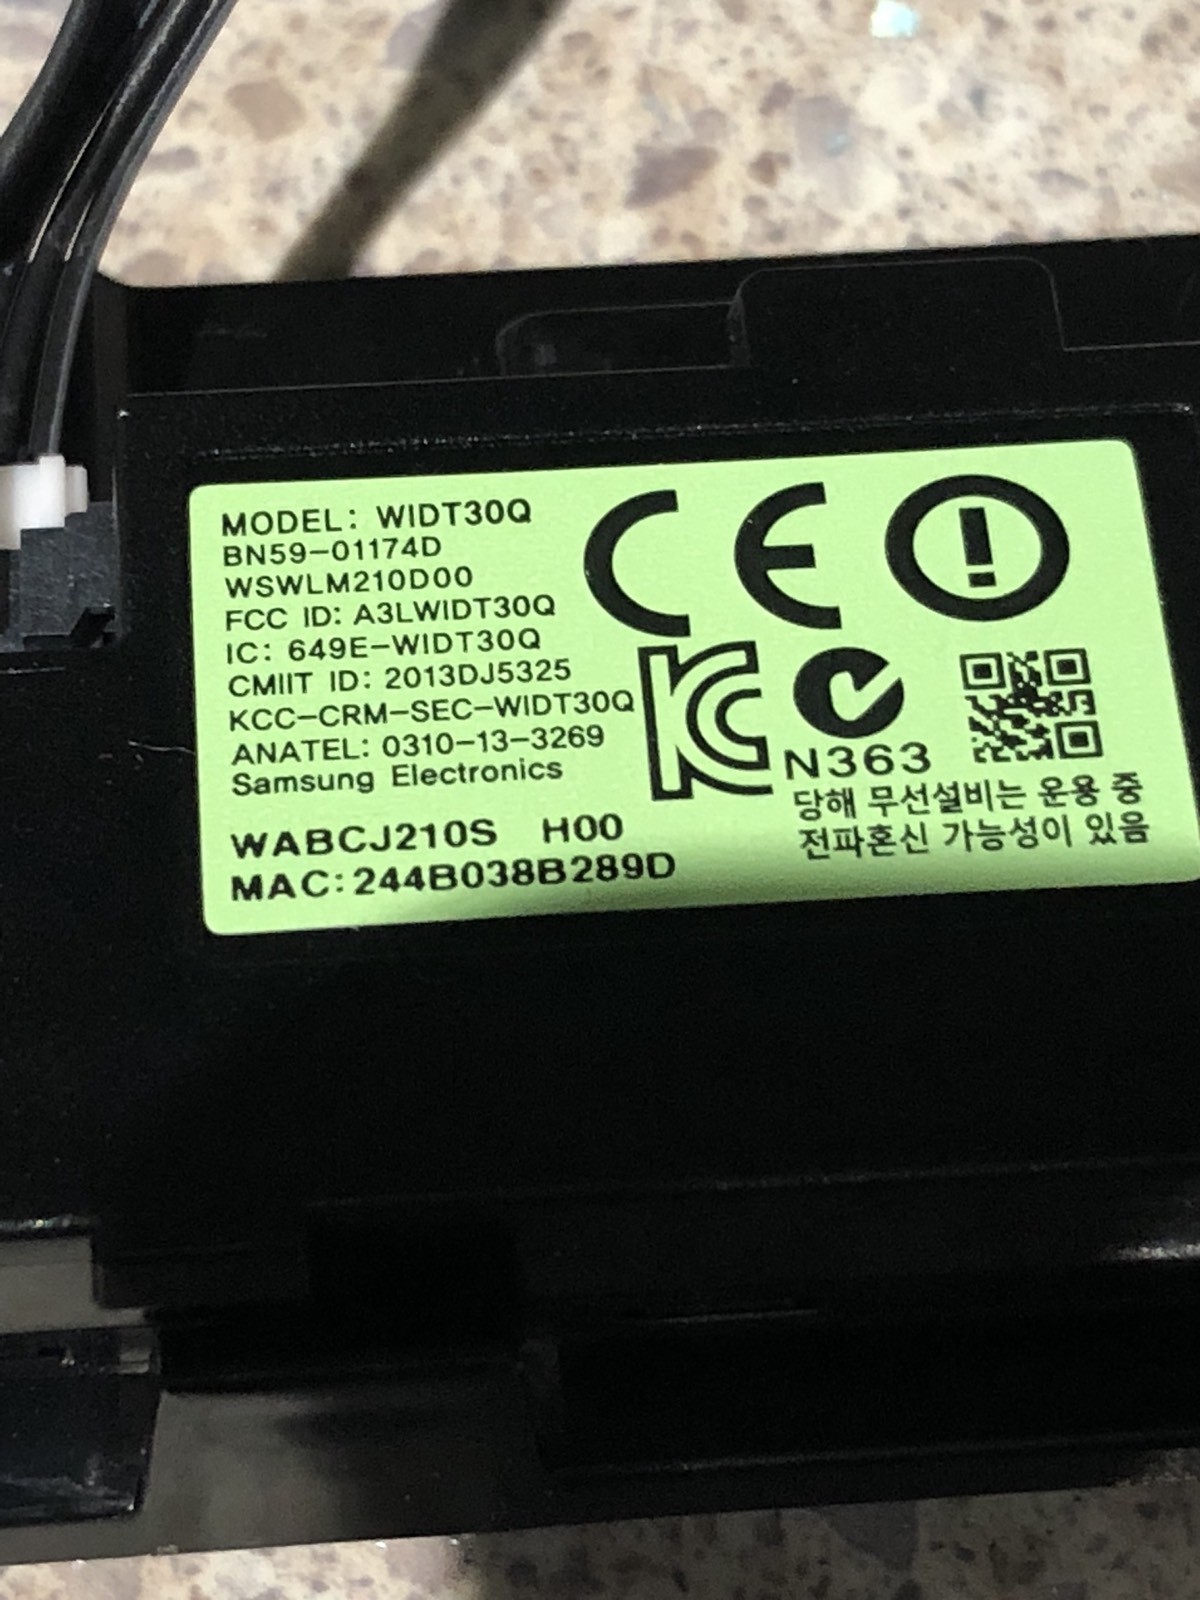 MODEL: WIDT30Q
BN59-01174D
WSWLM210D00
FCC ID: A3LWIDT30Q
IC: 649E-WIDT30Q
CMIIT ID: 2013DJ5325
KCC-CRM-SEC-WIDT30Q
ANATEL: 0310-13-3269
Samsung Electronics
WABCJ210S H00
MAC:244B038B289D
CE
KC
N363
당해 무선설비는 운용 중
전파혼신 가능성이 있음